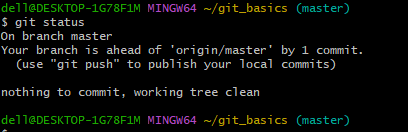 dell@DESKTOP-1G78F1M MINGW64 ~/git_basics (master)
$ git status
On branch master
Your branch is ahead of 'origin/master' by 1 commit.
  (use "git push" to publish your local commits)

nothing to commit, working tree clean

dell@DESKTOP-1G78F1M MINGW64 ~/git_basics (master)